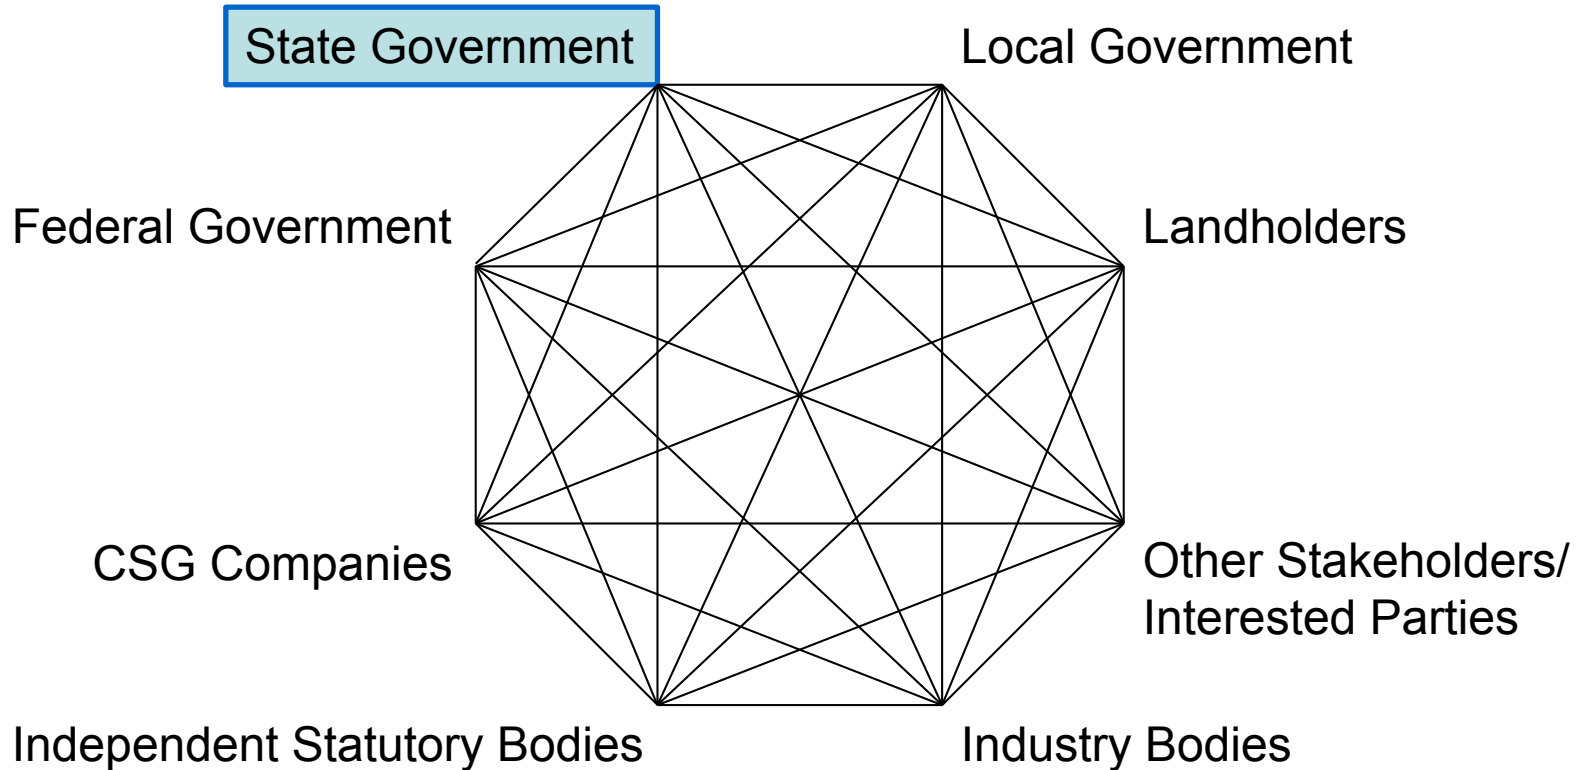 State Government
Local Government
Federal Government
Landholders
CSG Companies
Other Stakeholders/
Interested Parties
Independent Statutory Bodies
Industry Bodies